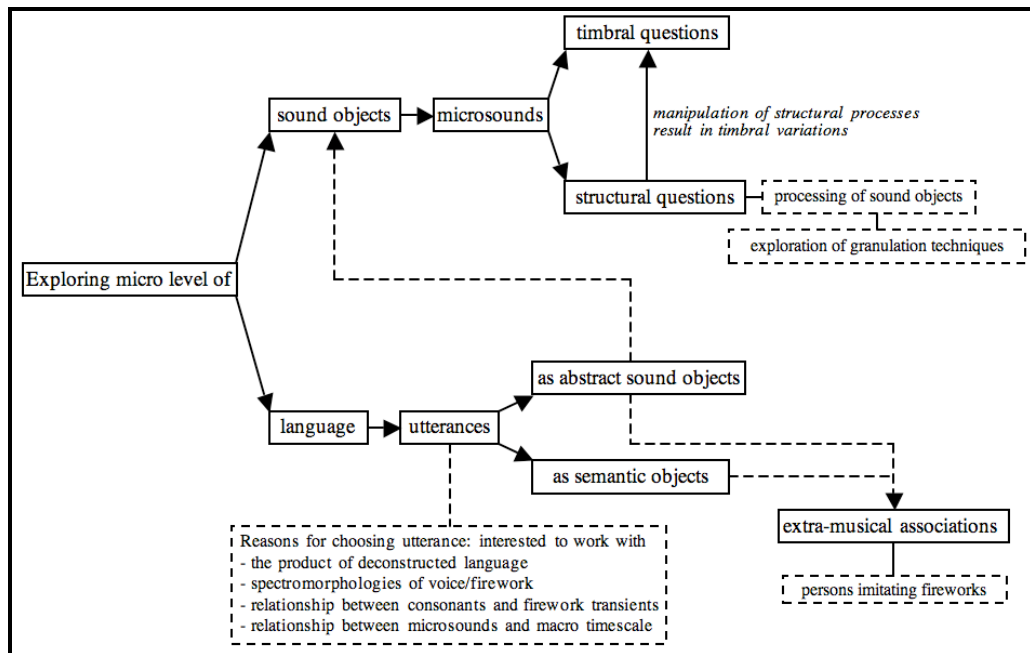 timbral questions
sound objects
microsounds
manipulation of structural processes
result in timbral variations
structural questions
processing of sound objects
exploration of granulation techniques
Exploring micro level of
as abstract sound objects
language
utterances
as semantic objects
extra-musical associations
Reasons for choosing utterance: interested to work with
- the product of deconstructed language
- spectromorphologies of voice/firework
- relationship between consonants and firework transients
- relationship between microsounds and macro timescale
persons imitating fireworks